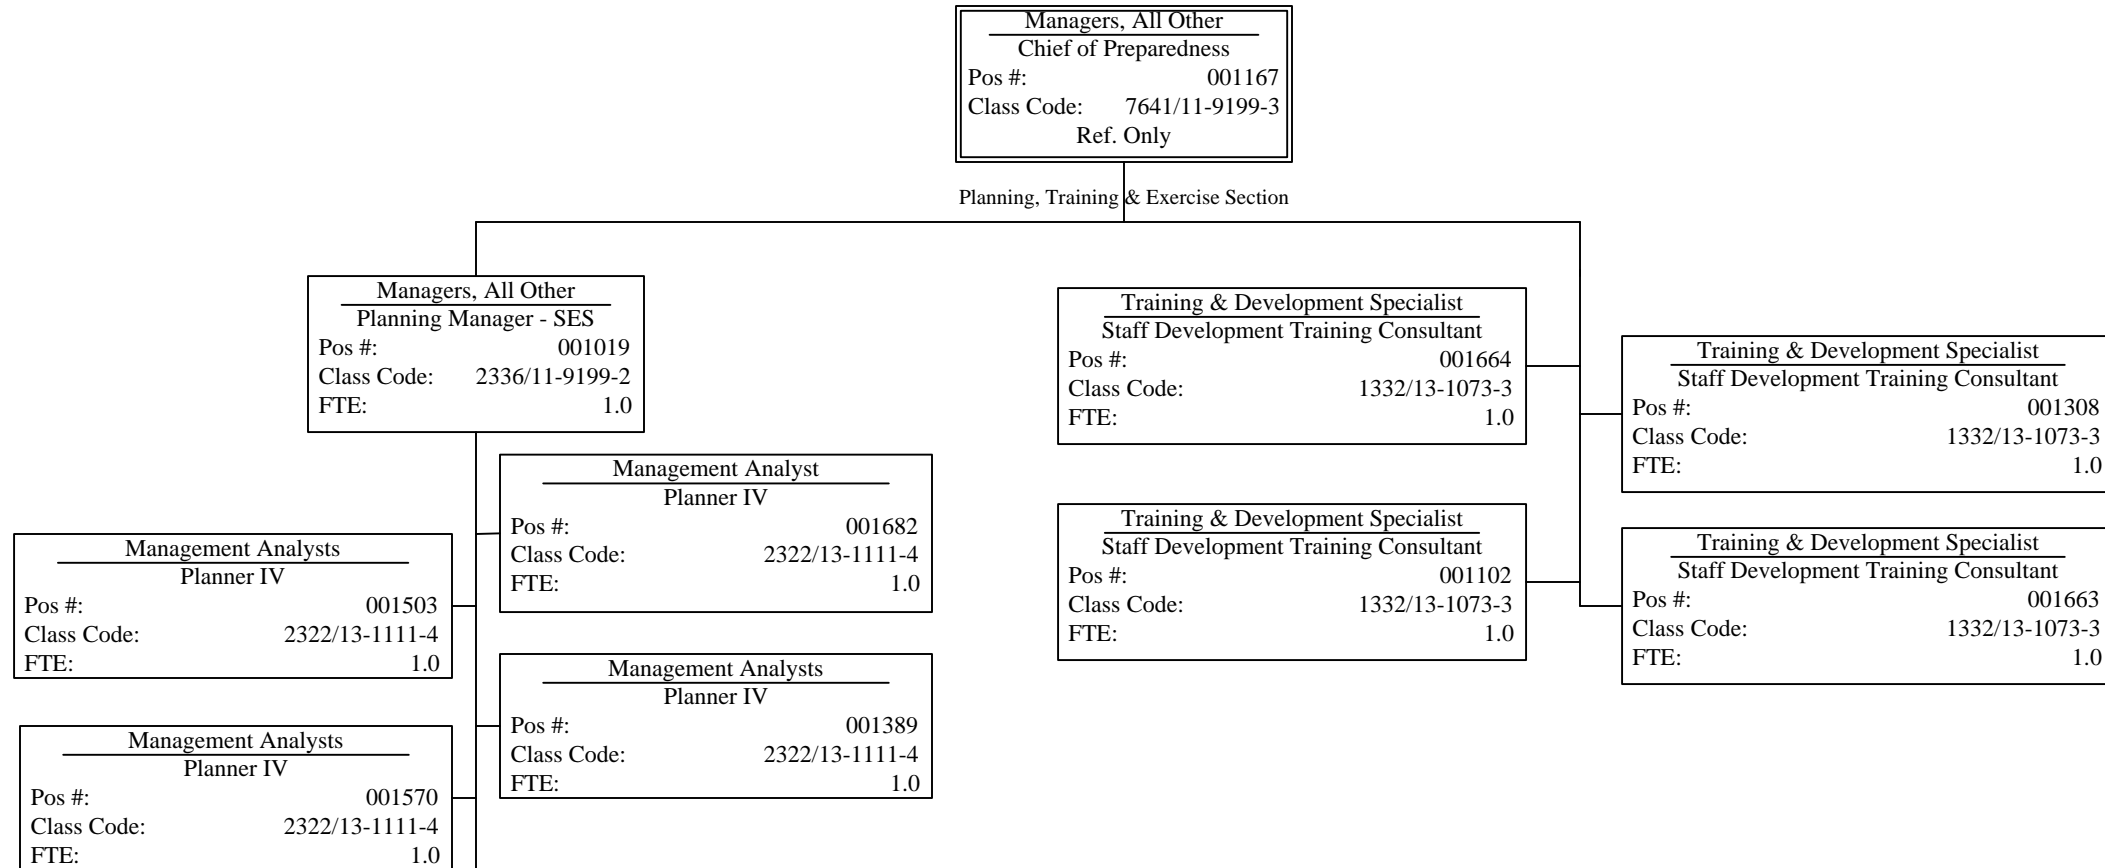 Managers, All Other
Chief of Preparedness
Pos #: 001167
Class Code: 7641/11-9199-3
Ref. Only
Planning, Training & Exercise Section
Managers, All Other
Planning Manager - SES
Pos #: 001019
Class Code: 2336/11-9199-2
FTE: 1.0
Management Analyst
Planner IV
Pos #: 001682
Class Code: 2322/13-1111-4
FTE: 1.0
Management Analysts
Planner IV
Pos #: 001503
Class Code: 2322/13-1111-4
FTE: 1.0
Management Analysts
Planner IV
Pos #: 001389
Class Code: 2322/13-1111-4
FTE: 1.0
Management Analysts
Planner IV
Pos #: 001570
Class Code: 2322/13-1111-4
FTE: 1.0
Training & Development Specialist
Staff Development Training Consultant
Pos #: 001664
Class Code: 1332/13-1073-3
FTE: 1.0
Training & Development Specialist
Staff Development Training Consultant
Pos #: 001308
Class Code: 1332/13-1073-3
FTE: 1.0
Training & Development Specialist
Staff Development Training Consultant
Pos #: 001102
Class Code: 1332/13-1073-3
FTE: 1.0
Training & Development Specialist
Staff Development Training Consultant
Pos #: 001663
Class Code: 1332/13-1073-3
FTE: 1.0